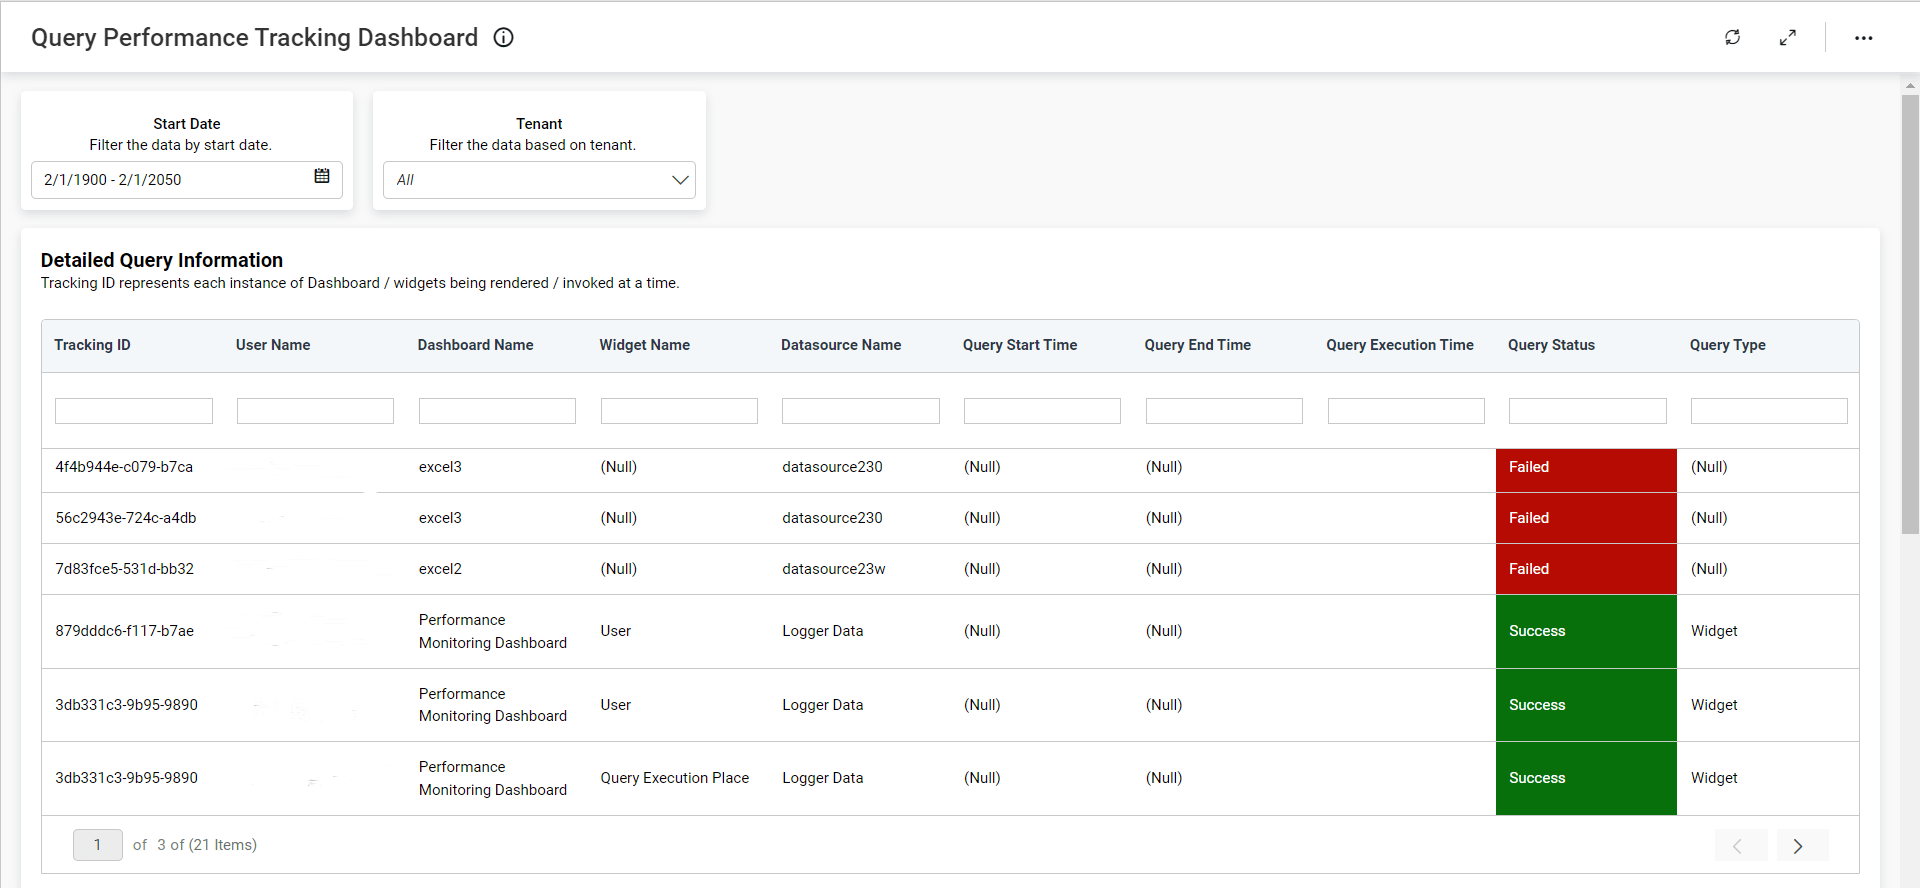 Query Performance Tracking Dashboard
Start Date
Filter the data by start date.
2/1/1900 - 2/1/2050
Tenant
Filter the data based on tenant.
All
Detailed Query Information
Tracking ID represents each instance of Dashboard / widgets being rendered / invoked at a time.
Tracking ID User Name Dashboard Name Widget Name Datasource Name Query Start Time Query End Time Query Execution Time Query Status Query Type
4f4b944e-c079-b7ca excel3 (Null) datasource230 (Null) (Null) Failed (Null)
56c2943e-724c-a4db excel3 (Null) datasource230 (Null) (Null) Failed (Null)
7d83fce5-531d-bb32 excel2 (Null) datasource23w (Null) (Null) Failed (Null)
879dddc6-f117-b7ae Performance
Monitoring Dashboard User Logger Data (Null) (Null) Success Widget
3db331c3-9b95-9890 Performance
Monitoring Dashboard User Logger Data (Null) (Null) Success Widget
3db331c3-9b95-9890 Performance
Monitoring Dashboard Query Execution Place Logger Data (Null) (Null) Success Widget
1 of 3 of (21 Items)